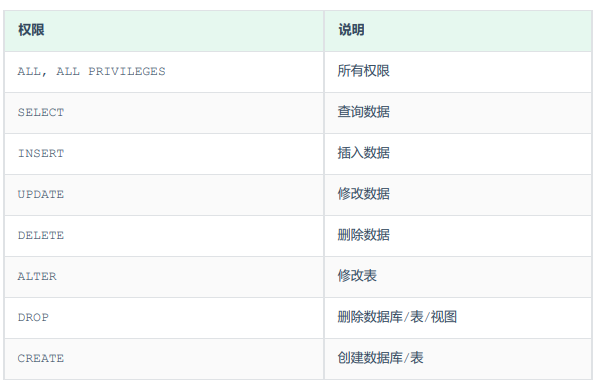 权限 说明
ALL, ALL PRIVILEGES 所有权限
SELECT 查询数据
INSERT 插入数据
UPDATE 修改数据
DELETE 删除数据
ALTER 修改表
DROP 删除数据库/表/视图
CREATE 创建数据库/表